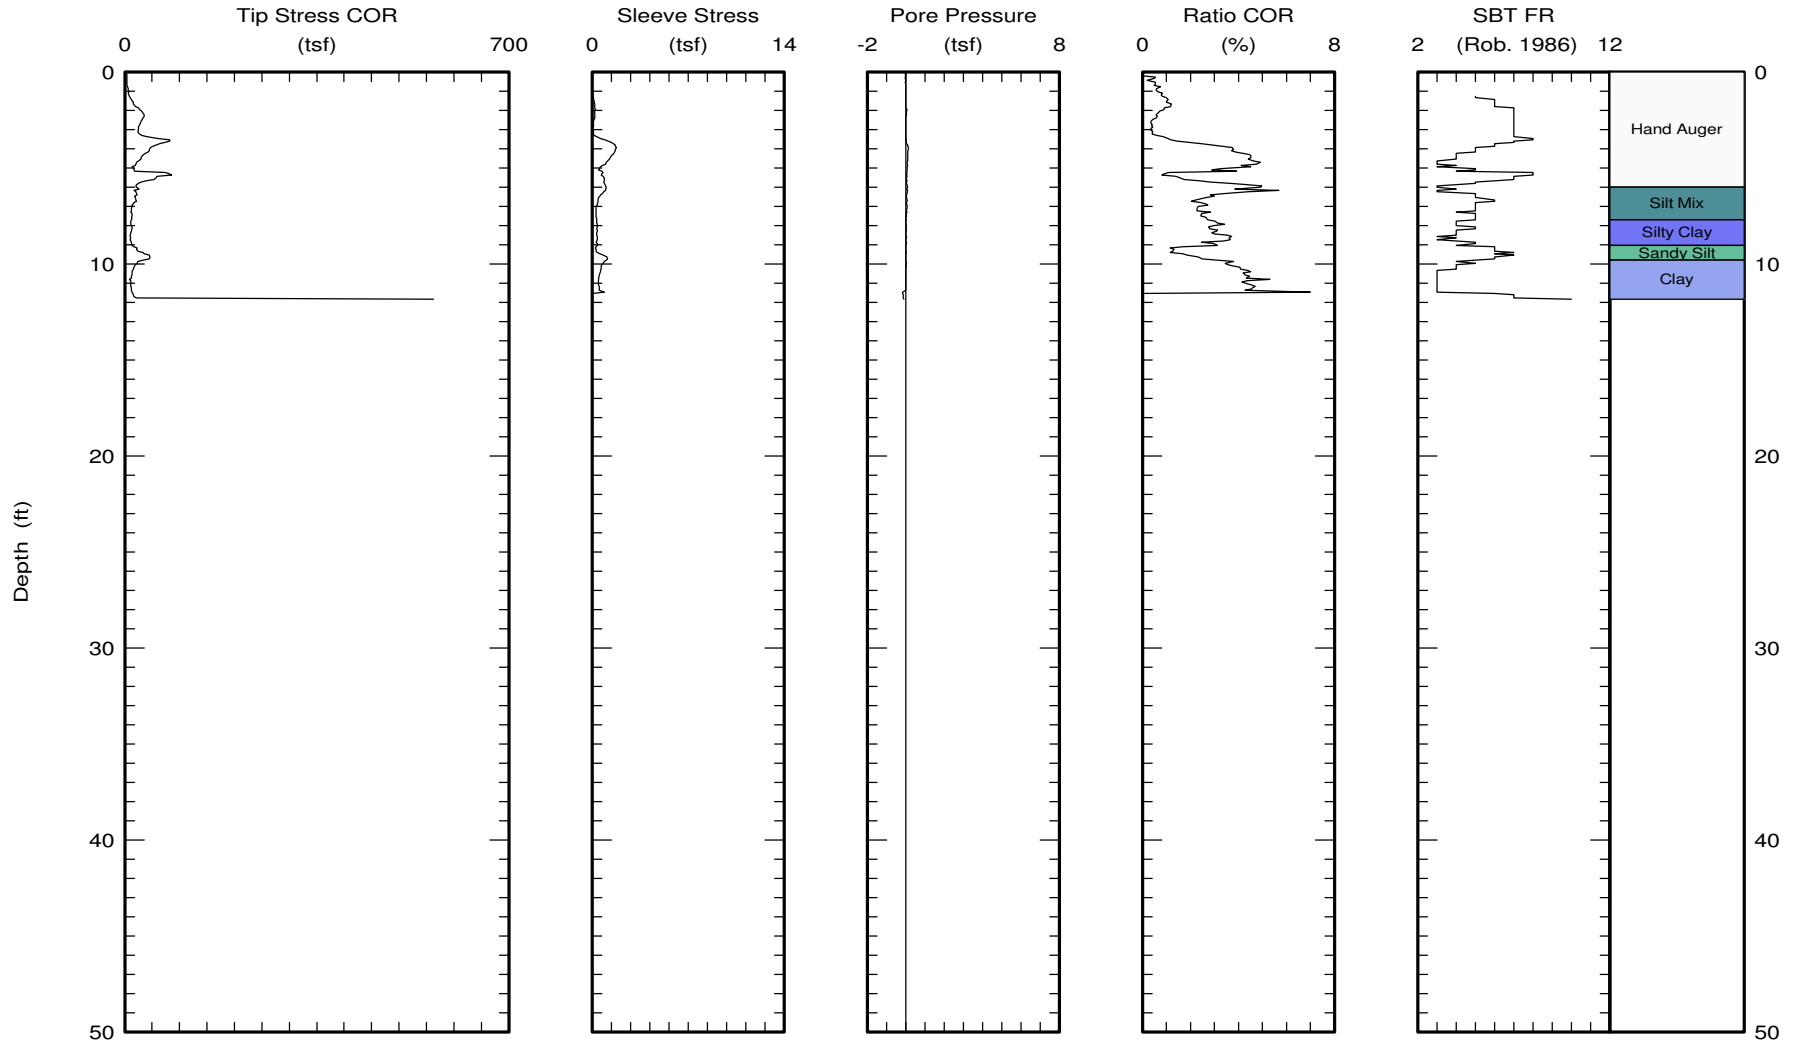 Tip Stress COR Sleeve Stress Pore Pressure Ratio COR SBT FR
0 (tsf) 700 0 (tsf) 14 -2 (tsf) 8 0 (%) 8 2 (Rob. 1986) 12
0 0
Hand Auger
Silt Mix
Silty Clay
Sandy Silt
10 10
Clay
20 20
Depth (ft)
30 30
40 40
50 50